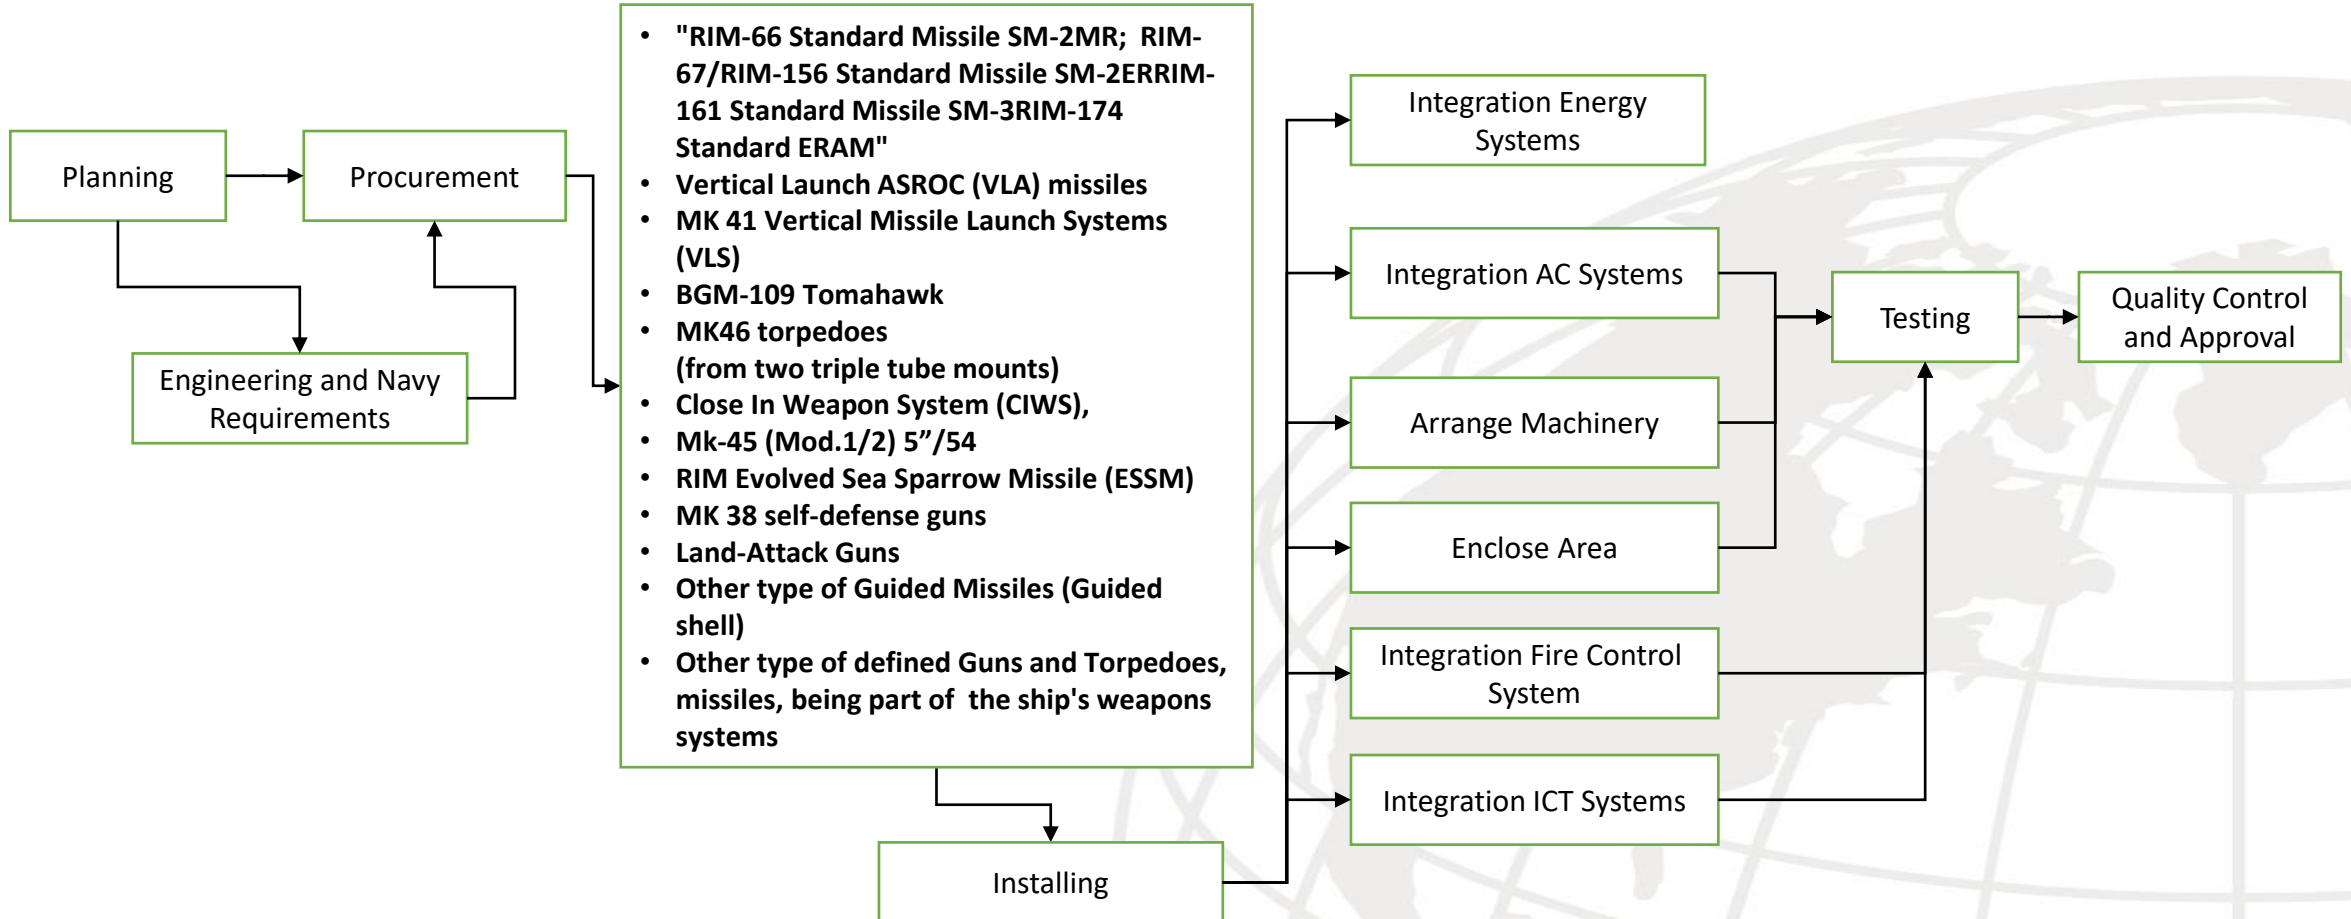 Planning
Procurement
Engineering and Navy
Requirements
• "RIM-66 Standard Missile SM-2MR;  RIM-
67/RIM-156 Standard Missile SM-2ERRIM-
161 Standard Missile SM-3RIM-174
Standard ERAM"
• Vertical Launch ASROC (VLA) missiles
• MK 41 Vertical Missile Launch Systems
(VLS)
• BGM-109 Tomahawk
• MK46 torpedoes
(from two triple tube mounts)
• Close In Weapon System (CIWS),
• Mk-45 (Mod.1/2) 5”/54
• RIM Evolved Sea Sparrow Missile (ESSM)
• MK 38 self-defense guns
• Land-Attack Guns
• Other type of Guided Missiles (Guided
shell)
• Other type of defined Guns and Torpedoes,
missiles, being part of  the ship's weapons
systems
Installing
Integration Energy
Systems
Integration AC Systems
Arrange Machinery
Enclose Area
Integration Fire Control
System
Integration ICT Systems
Testing
Quality Control
and Approval